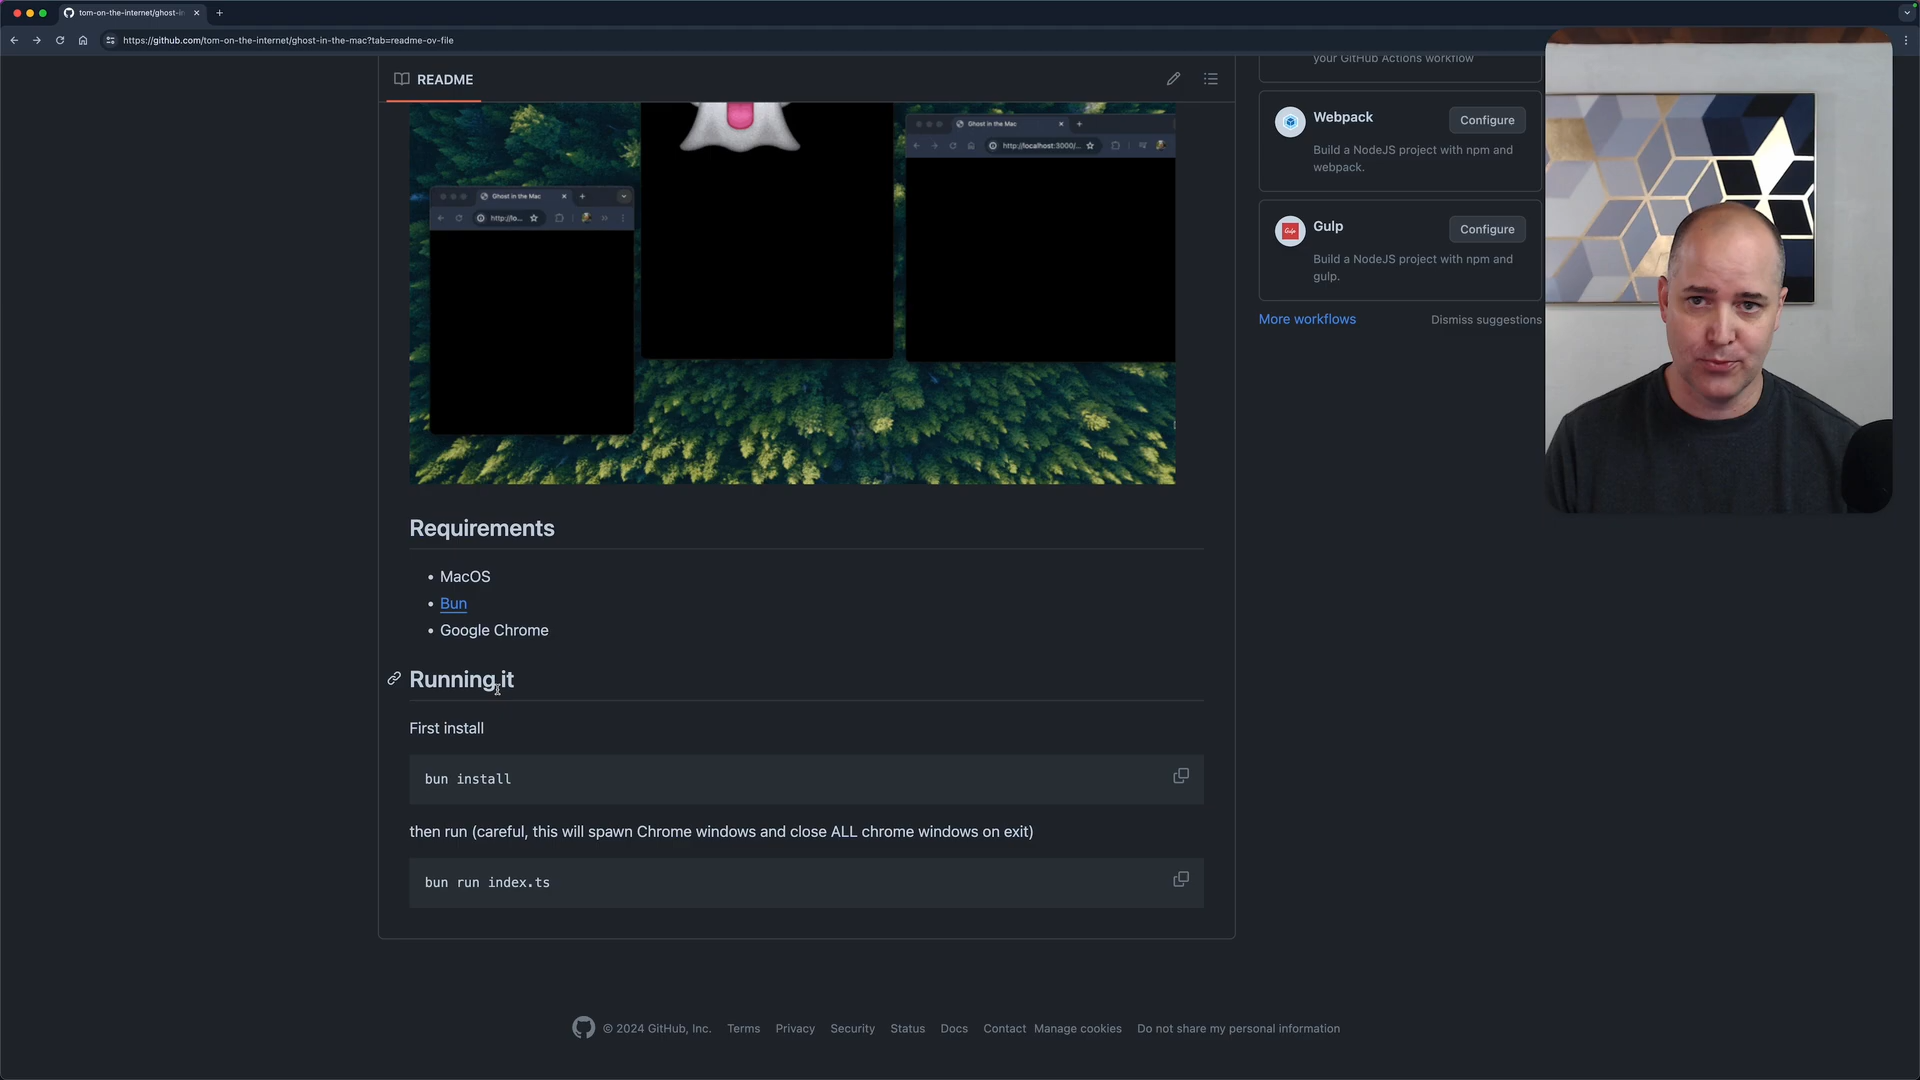 tom-on-the-internet/ghost-in
https://github.com/tom-on-the-internet/ghost-in-the-mac?tab=readme-ov-file
README
your GitHub Actions workflow
Webpack
Configure
Build a NodeJS project with npm and
webpack.
Gulp
Configure
Build a NodeJS project with npm and
gulp.
More workflows
Dismiss suggestions
Ghost in the Mac
http://localhost:3000/...
Ghost in the Mac
http://lo...
Requirements
MacOS
Bun
Google Chrome
Running it
First install
bun install
then run (careful, this will spawn Chrome windows and close ALL chrome windows on exit)
bun run index.ts
© 2024 GitHub, Inc.
Terms
Privacy
Security
Status
Docs
Contact
Manage cookies
Do not share my personal information